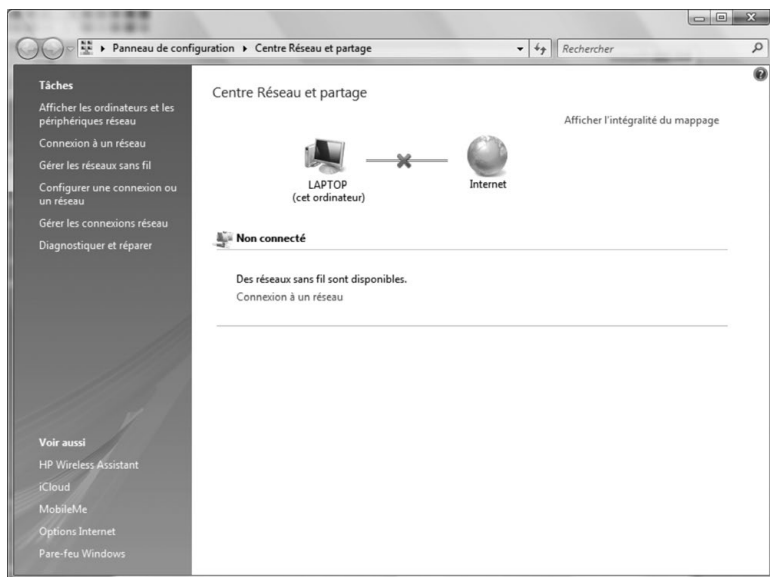 Panneau de configuration ▸ Centre Réseau et partage
Rechercher
Tâches
Afficher les ordinateurs et les
périphériques réseau
Connexion à un réseau
Gérer les réseaux sans fil
Configurer une connexion ou
un réseau
Gérer les connexions réseau
Diagnostiquer et réparer
Voir aussi
HP Wireless Assistant
iCloud
MobileMe
Options Internet
Pare-feu Windows
Centre Réseau et partage
Afficher l'intégralité du mappage
LAPTOP
(cet ordinateur)
Internet
Non connecté
Des réseaux sans fil sont disponibles.
Connexion à un réseau